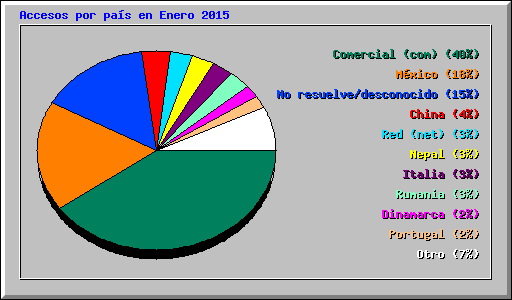 Accesos por país en Enero 2015
Comercial (com) (40%)
México (18%)
No resuelve/desconocido (15%)
China (4%)
Red (net) (3%)
Nepal (3%)
Italia (3%)
Rumania (3%)
Dinamarca (2%)
Portugal (2%)
Otro (7%)